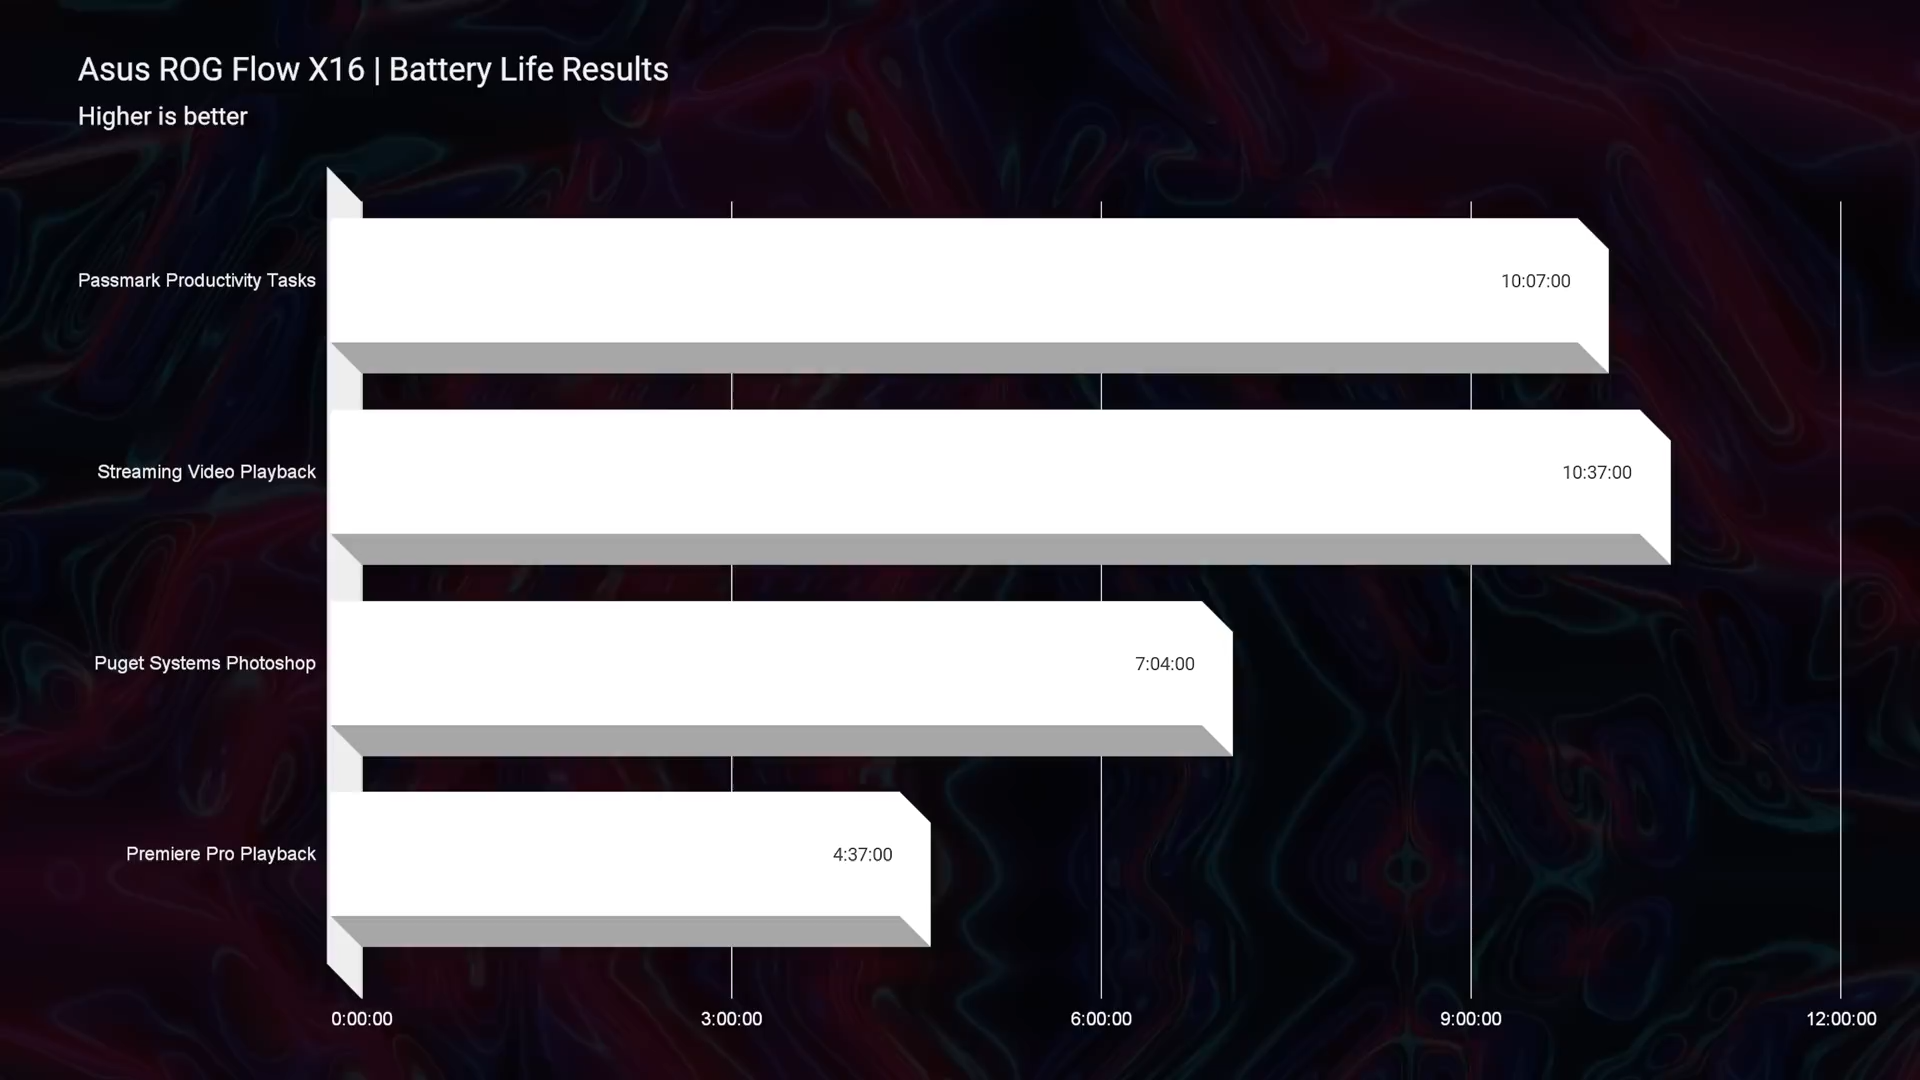 Asus ROG Flow X16 | Battery Life Results
Higher is better
Passmark Productivity Tasks
10:07:00
Streaming Video Playback
10:37:00
Puget Systems Photoshop
7:04:00
Premiere Pro Playback
4:37:00
0:00:00 3:00:00 6:00:00 9:00:00 12:00:00